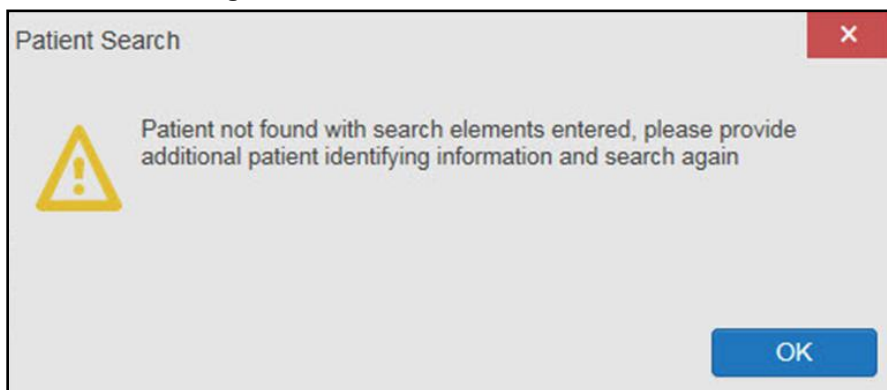 Patient Search
Patient not found with search elements entered, please provide
additional patient identifying information and search again
OK